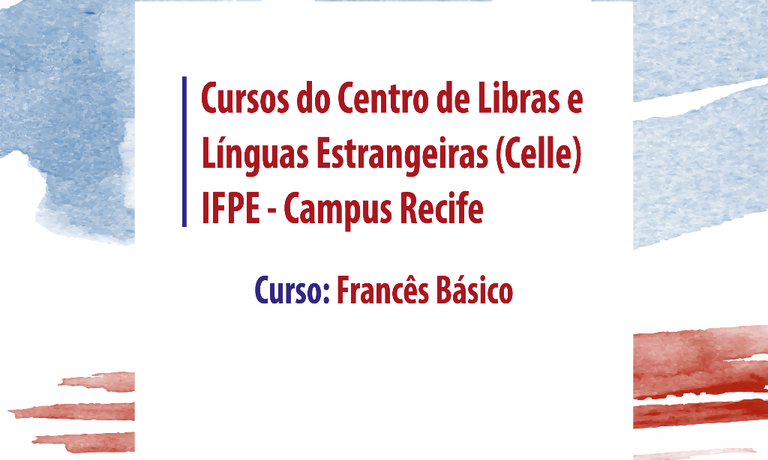 Cursos do Centro de Libras e
Línguas Estrangeiras (Celle)
IFPE - Campus Recife
Curso: Francês Básico